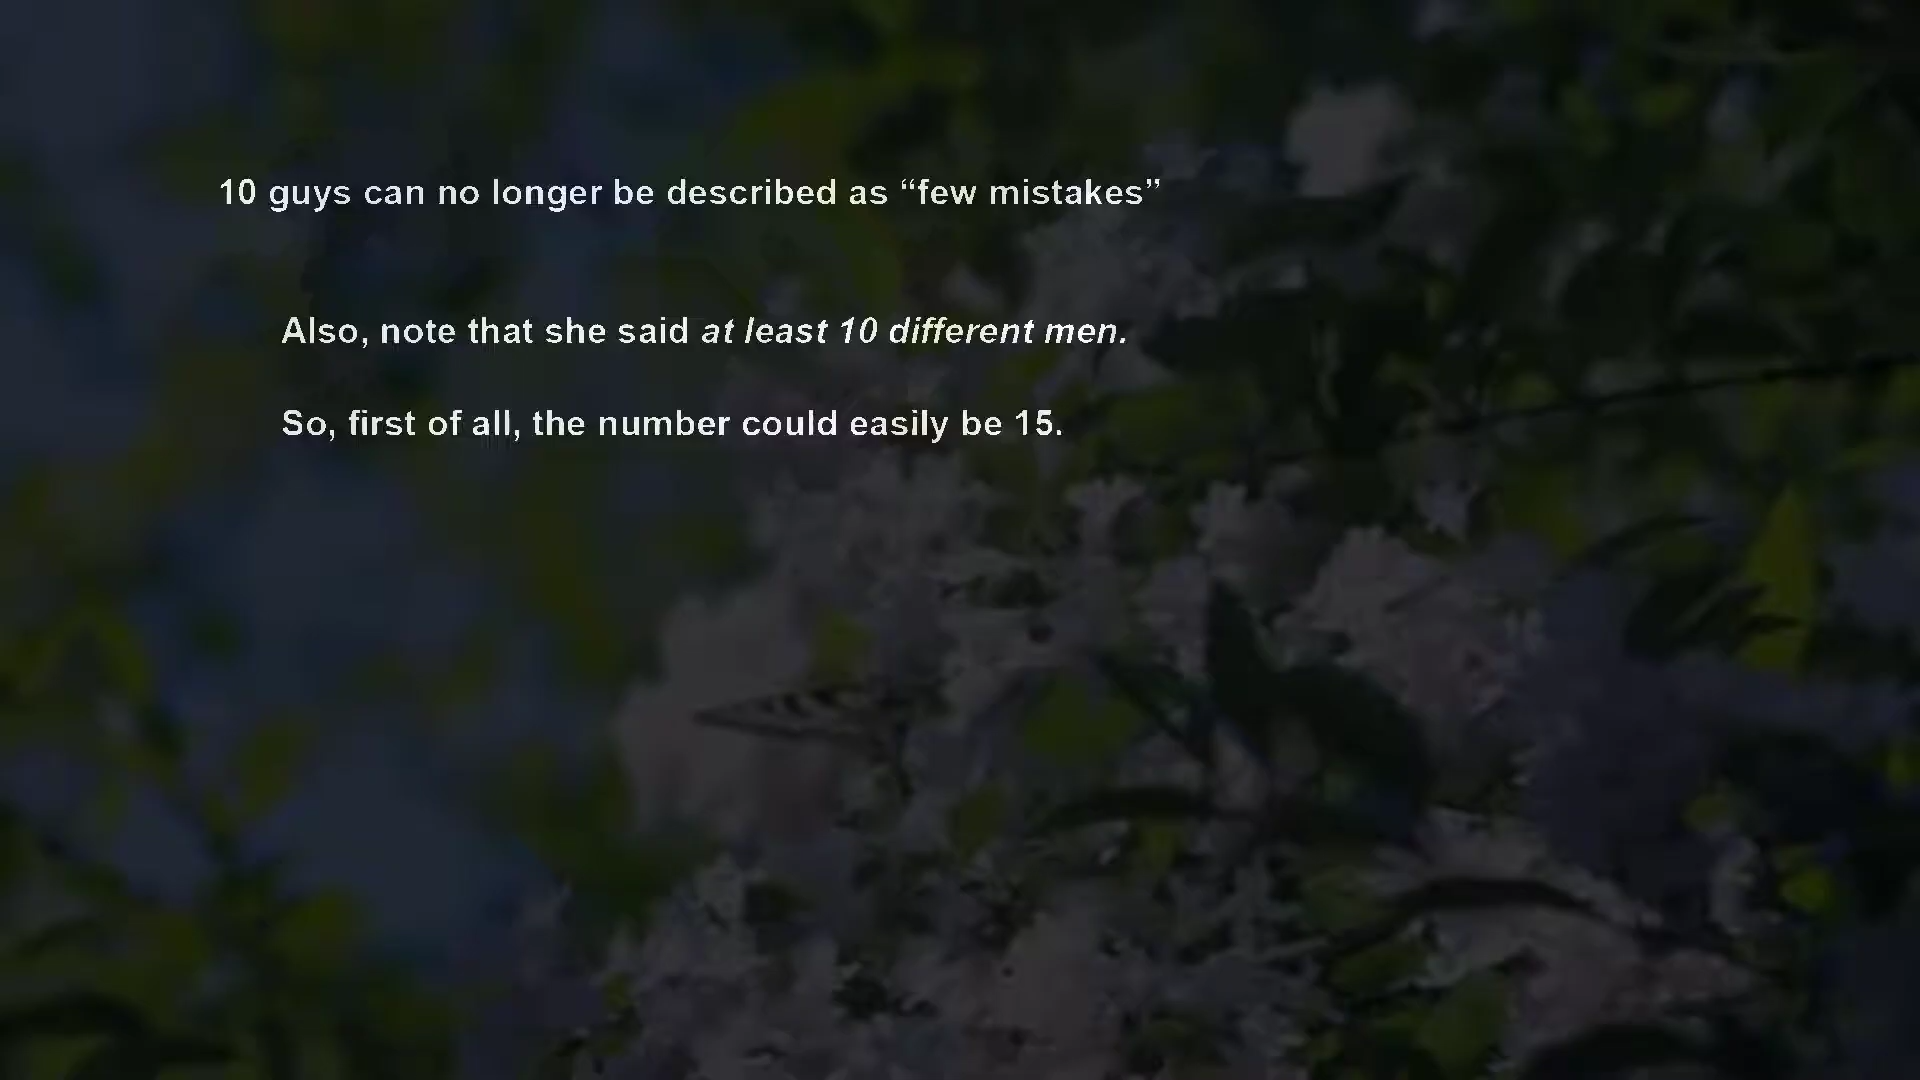 10 guys can no longer be described as “few mistakes”
Also, note that she said at least 10 different men.
So, first of all, the number could easily be 15.